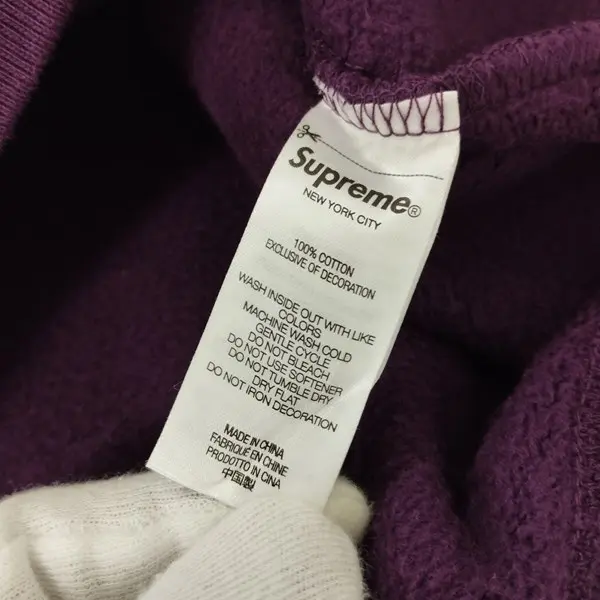 Supreme®
NEW YORK CITY
100% COTTON
EXCLUSIVE OF DECORATION
WASH INSIDE OUT WITH LIKE
COLORS
MACHINE WASH COLD
GENTLE CYCLE
DO NOT BLEACH
DO NOT USE SOFTENER
DO NOT TUMBLE DRY
DRY FLAT
DO NOT IRON DECORATION
MADE IN CHINA
FABRIQUÉ EN CHINE
PRODOTTO IN CINA
中国製